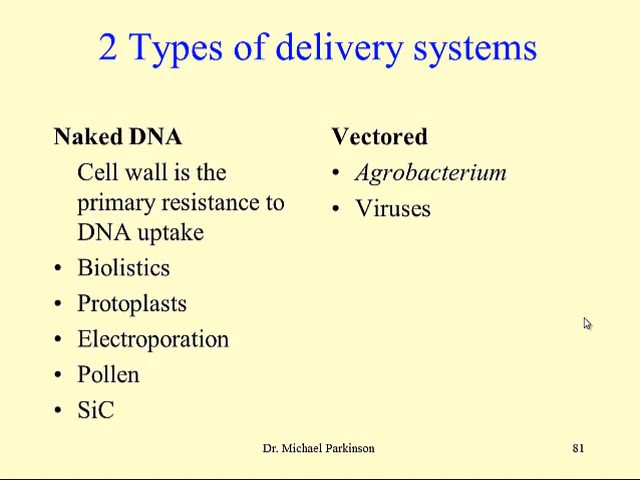 2 Types of delivery systems
Naked DNA
Cell wall is the
primary resistance to
DNA uptake
• Biolistics
• Protoplasts
• Electroporation
• Pollen
• SiC
Vectored
• Agrobacterium
• Viruses
Dr. Michael Parkinson
81